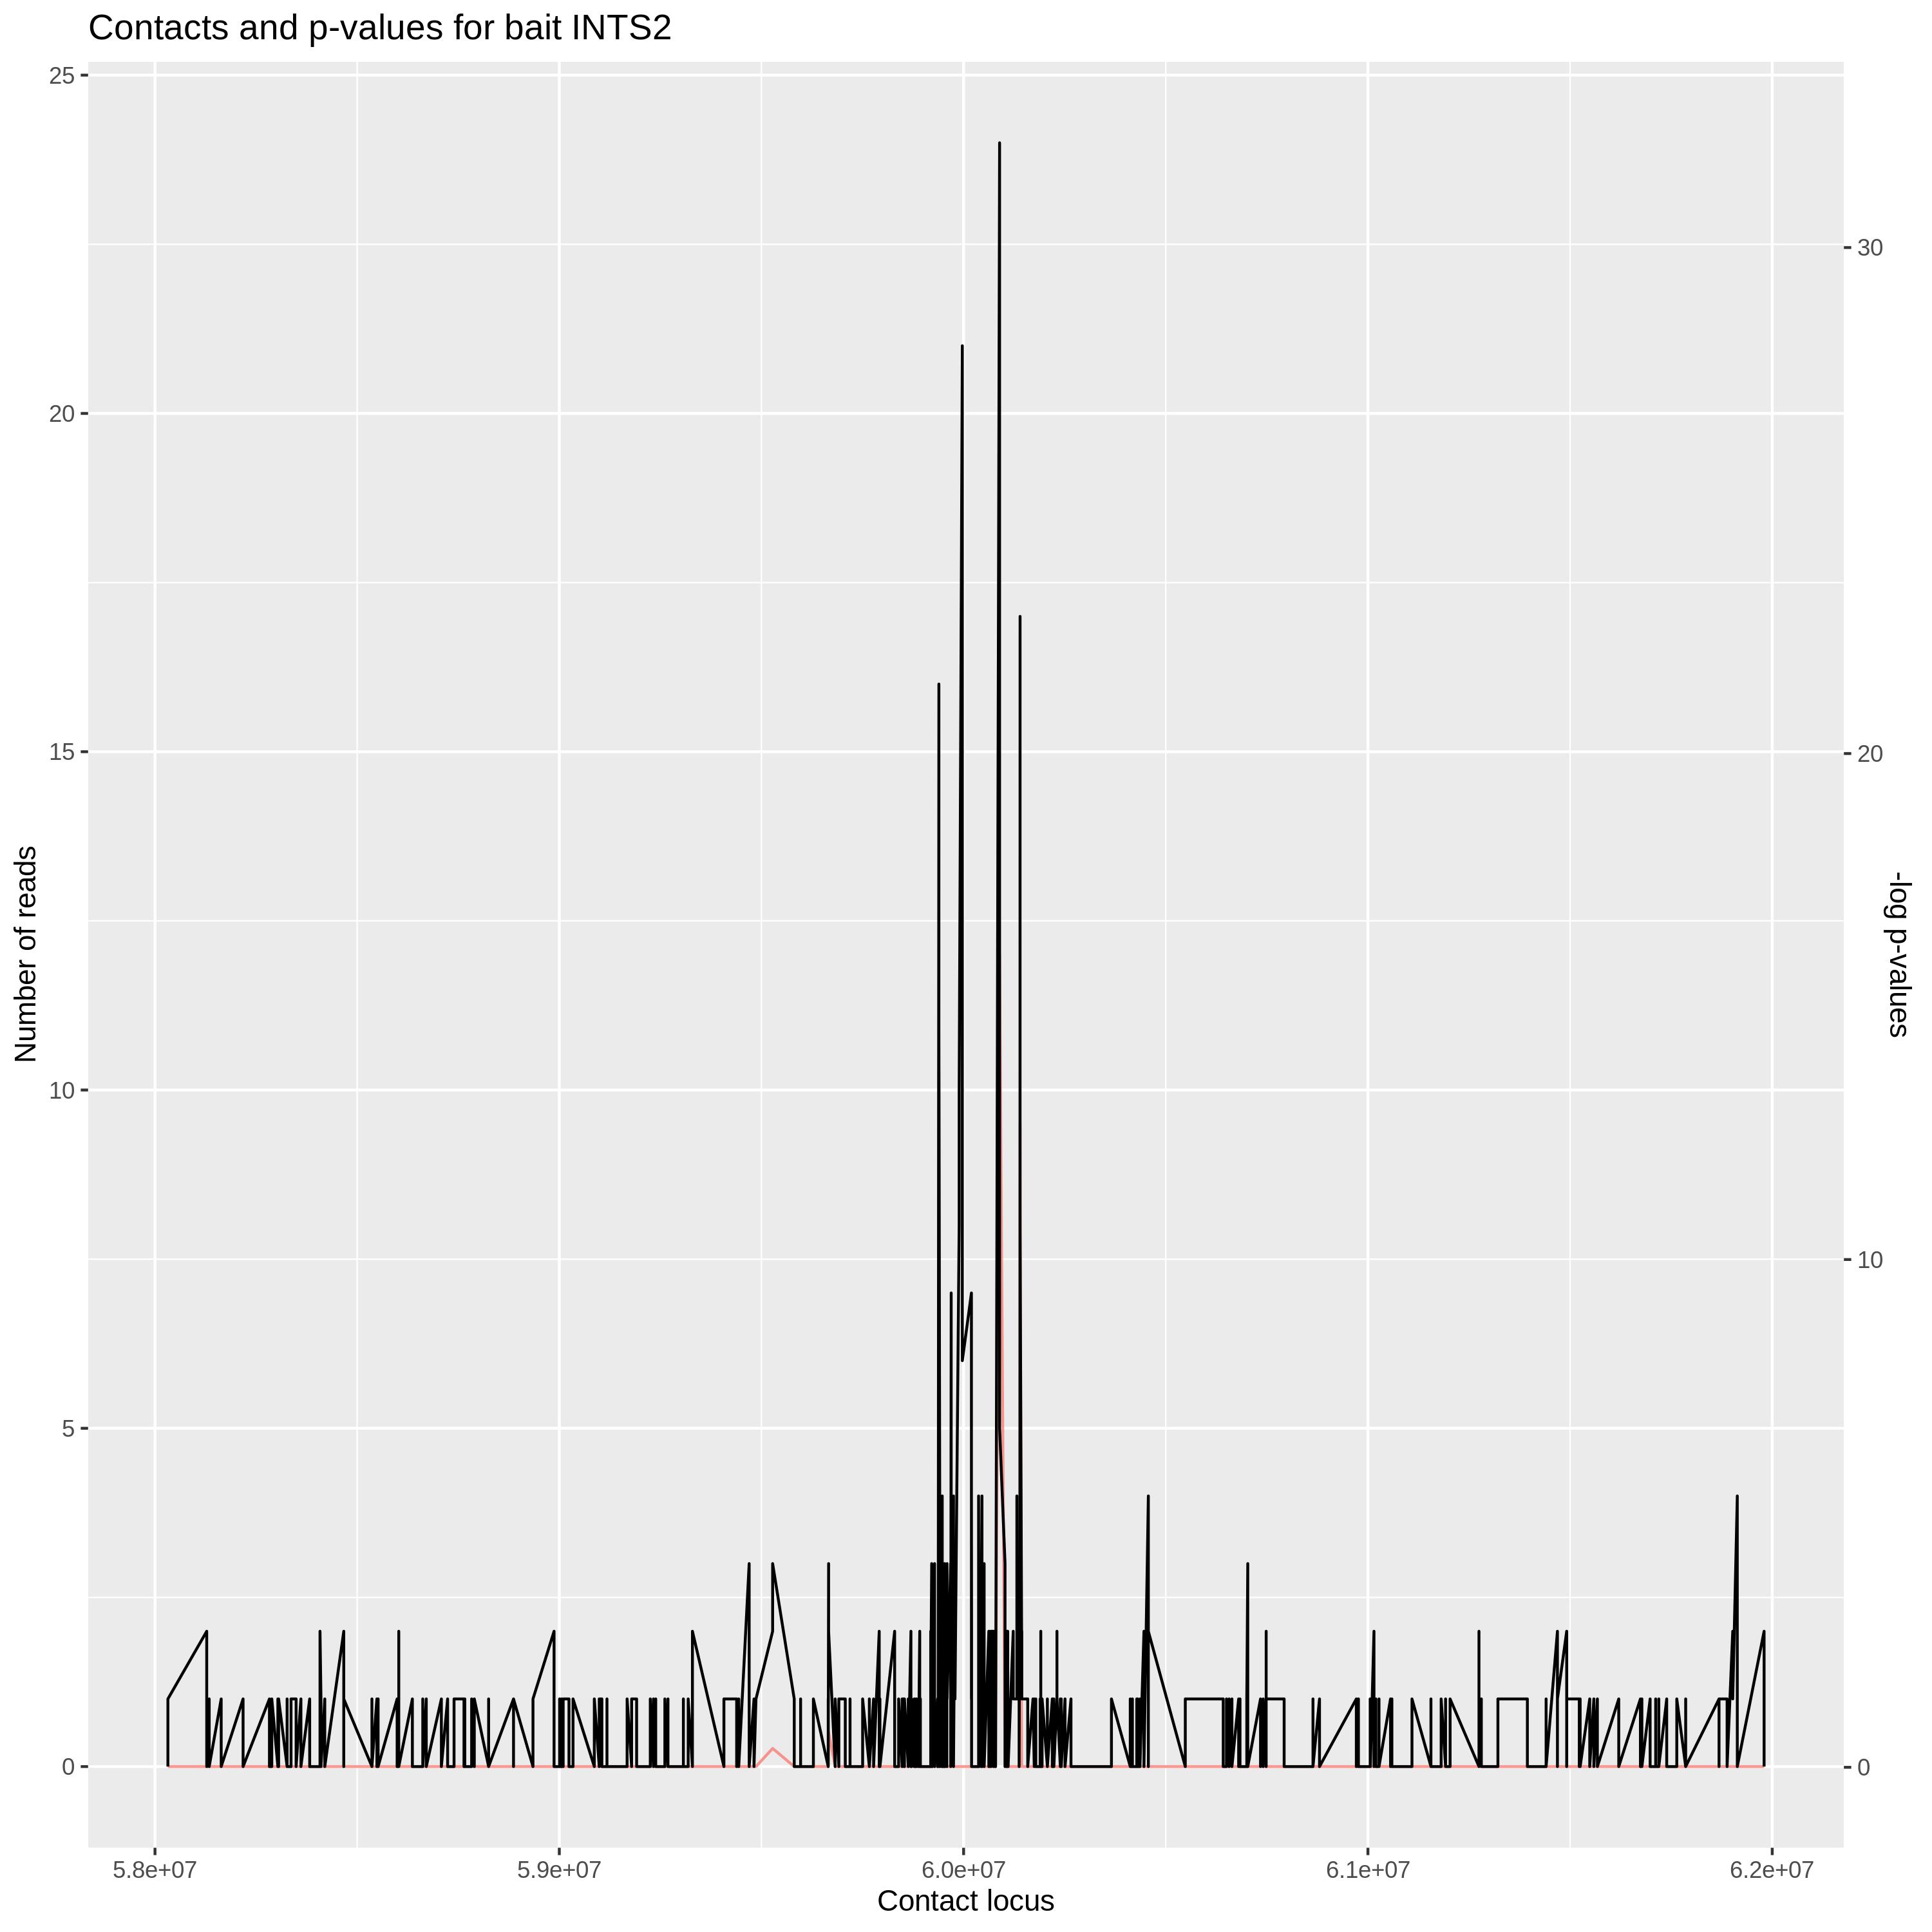 Contacts and p-values for bait INTS2
25
20
15
10
5
0
Number of reads
30
20
10
0
-log p-values
5.8e+07
5.9e+07
6.0e+07
6.1e+07
6.2e+07
Contact locus